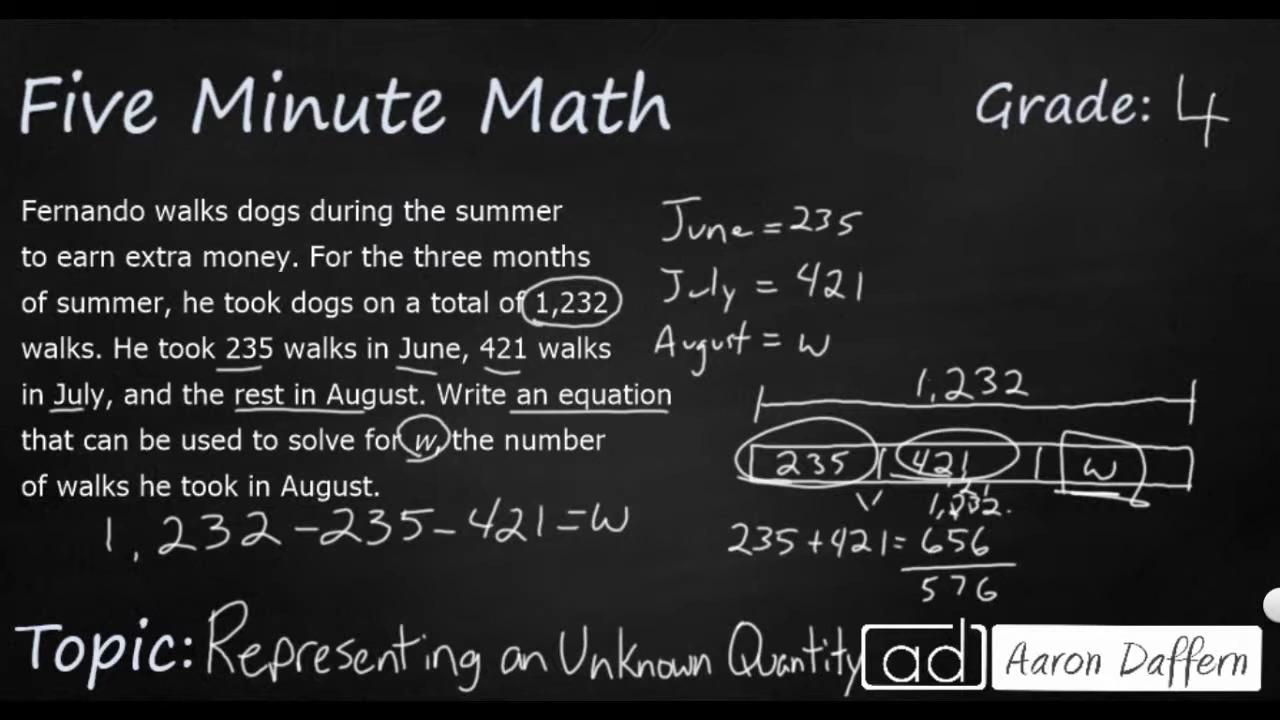 Five Minute Math
Grade: 4
Fernando walks dogs during the summer
to earn extra money. For the three months
of summer, he took dogs on a total of 1,232
walks. He took 235 walks in June, 421 walks
in July, and the rest in August. Write an equation
that can be used to solve for w, the number
of walks he took in August.
1,232-235-421=w
June = 235
July = 421
August = w
1,232
235 421 w
1,232
235+421= 656
576
Topic: Representing an Unknown Quantity
ad Aaron Daffern